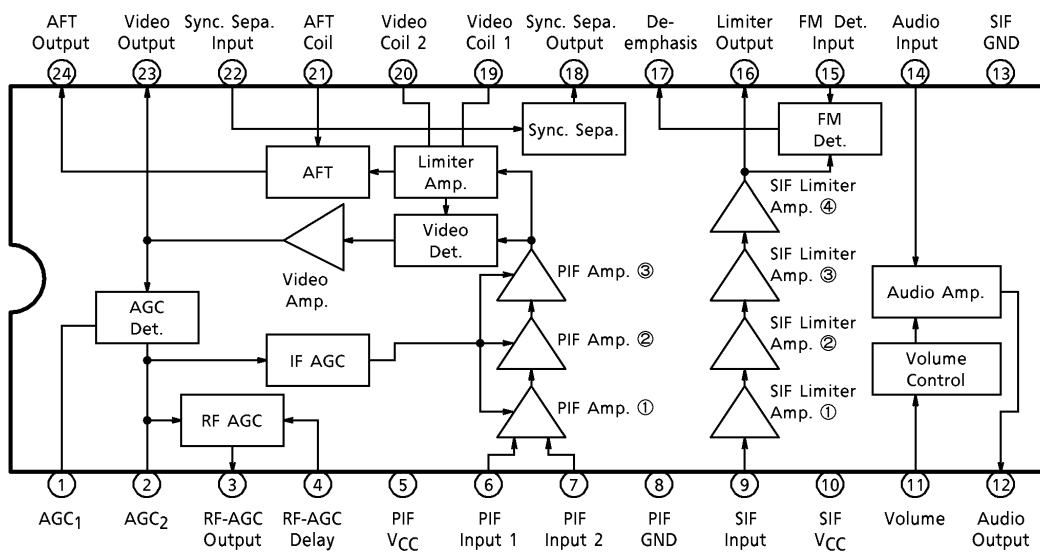 AFT Output
Video Output
Sync. Sepa. Input
AFT Coil
Video Coil 2
Video Coil 1
Sync. Sepa. Output
De-emphasis
Limiter Output
FM Det. Input
Audio Input
SIF GND
24
23
22
21
20
19
18
17
16
15
14
13
Sync. Sepa.
FM Det.
AFT
Limiter Amp.
SIF Limiter Amp. ④
Video Det.
Video Amp.
PIF Amp. ③
SIF Limiter Amp. ③
AGC Det.
Audio Amp.
IF AGC
PIF Amp. ②
SIF Limiter Amp. ②
Volume Control
RF AGC
PIF Amp. ①
SIF Limiter Amp. ①
1
2
3
4
5
6
7
8
9
10
11
12
AGC1
AGC2
RF-AGC Output
RF-AGC Delay
PIF VCC
PIF Input 1
PIF Input 2
PIF GND
SIF Input
SIF VCC
Volume
Audio Output